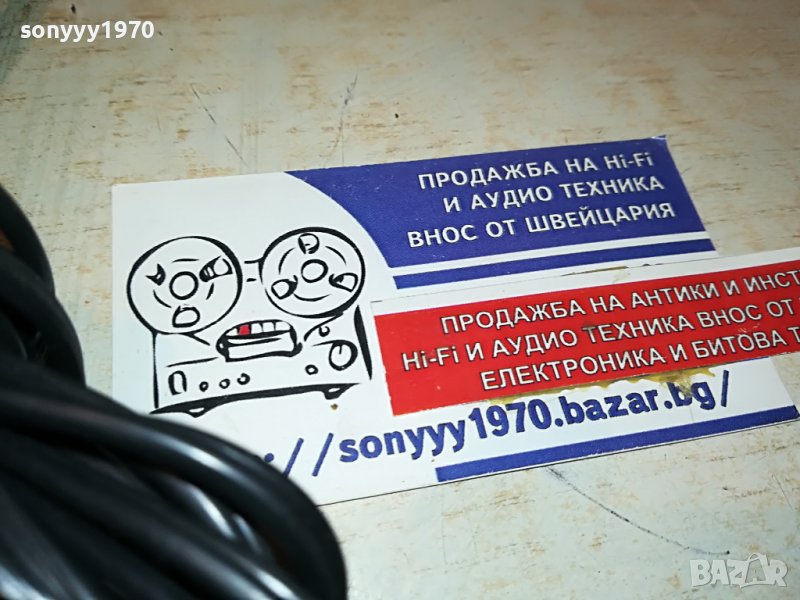 sonyyy1970
ПРОДАЖБА НА Hi-Fi
И АУДИО ТЕХНИКА
ВНОС ОТ ШВЕЙЦАРИЯ
ПРОДАЖБА НА АНТИКИ И ИНСТ
Hi-Fi И АУДИО ТЕХНИКА ВНОС ОТ
ЕЛЕКТРОНИКА И БИТОВА Т
://sonyyy1970.bazar.bg/
BAZAR